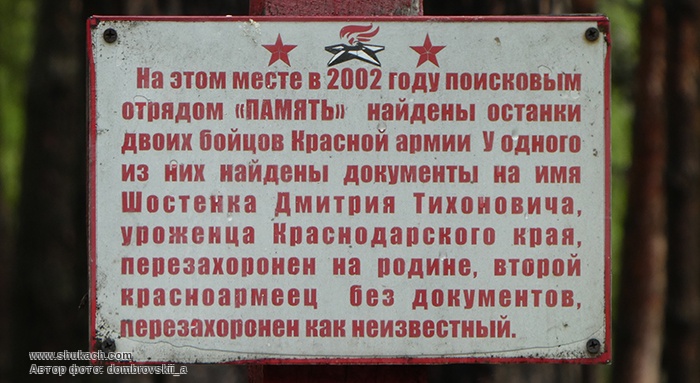 На этом месте в 2002 году поисковым
отрядом «ПАМЯТЬ» найдены останки
двоих бойцов Красной армии У одного
из них найдены документы на имя
Шостенка Дмитрия Тихоновича,
уроженца Краснодарского края,
перезахоронен на родине, второй
красноармеец без документов,
перезахоронен как неизвестный.
www.shukach.com
Автор фото: dombrovskii_a